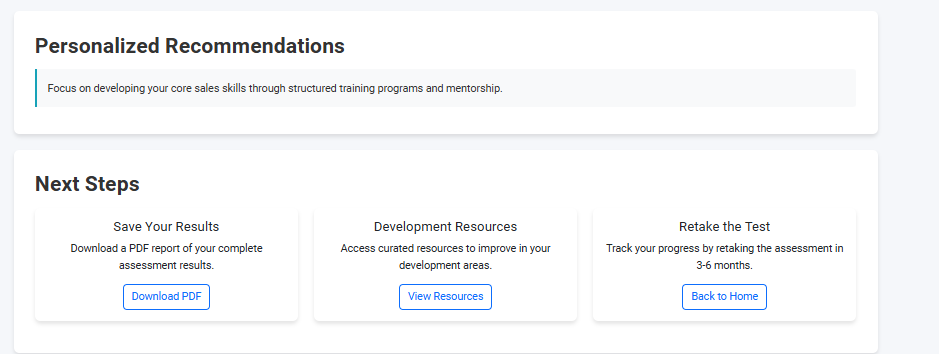 Personalized Recommendations
Focus on developing your core sales skills through structured training programs and mentorship.
Next Steps
Save Your Results
Download a PDF report of your complete
assessment results.
Download PDF
Development Resources
Access curated resources to improve in your
development areas.
View Resources
Retake the Test
Track your progress by retaking the assessment in
3-6 months.
Back to Home